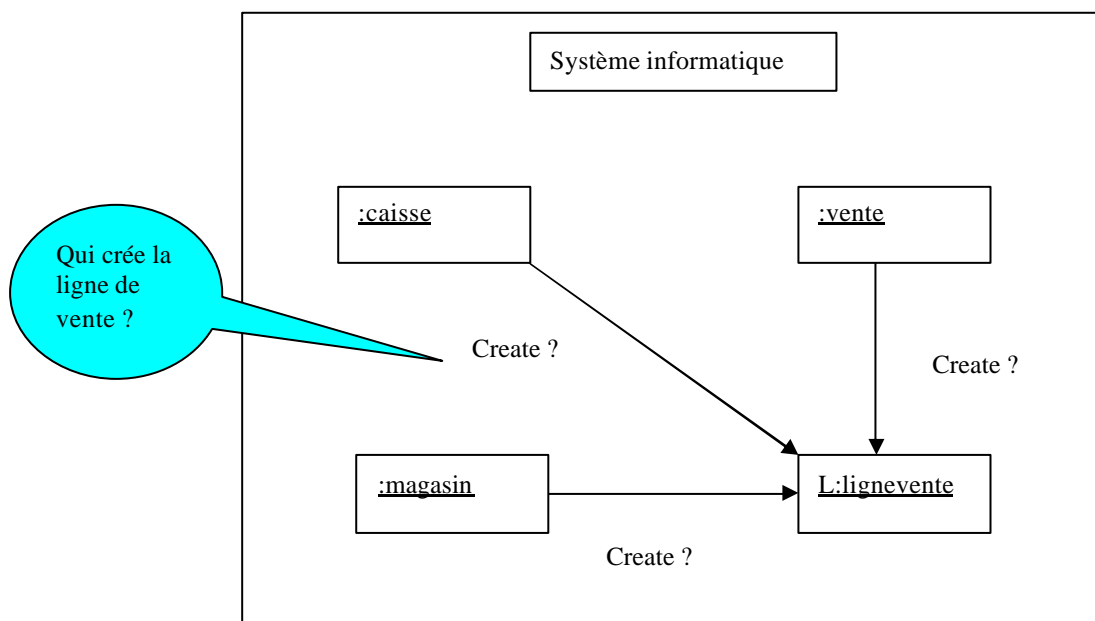 Système informatique
:caisse
:vente
Qui crée la
ligne de
vente ?
Create ?
Create ?
:magasin
L:lignevente
Create ?